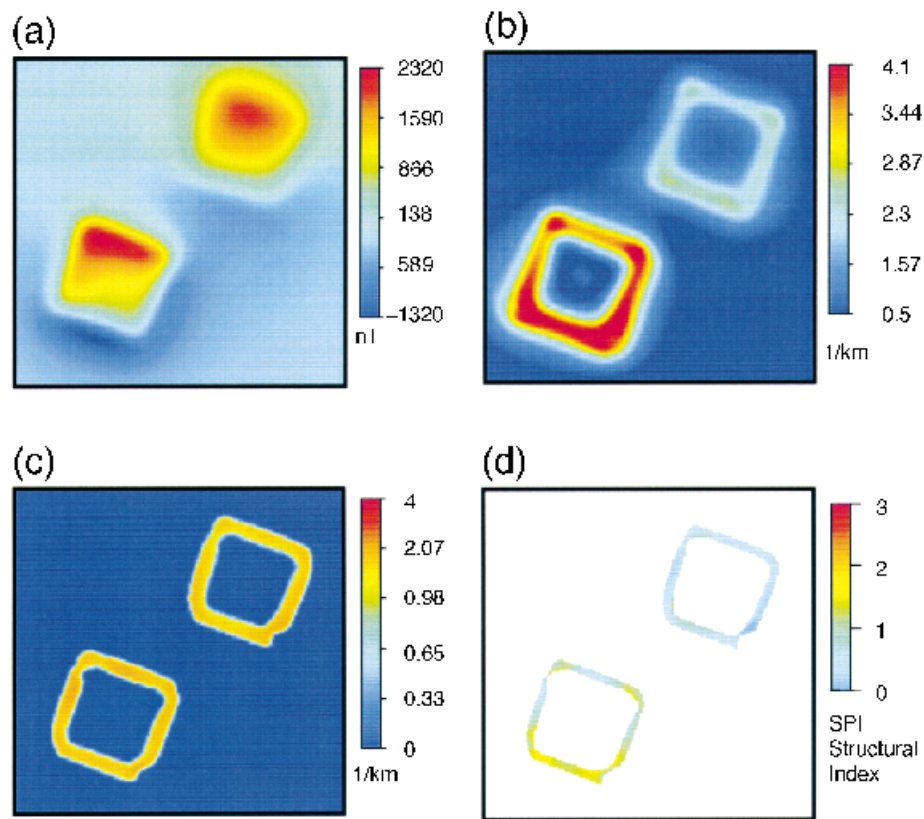 (a)
2320
1590
866
138
589
−1320
nT
(b)
4.1
3.44
2.87
2.3
1.57
0.5
1/km
(c)
4
2.07
0.98
0.65
0.33
0
1/km
(d)
3
2
1
0
SPI
Structural
Index